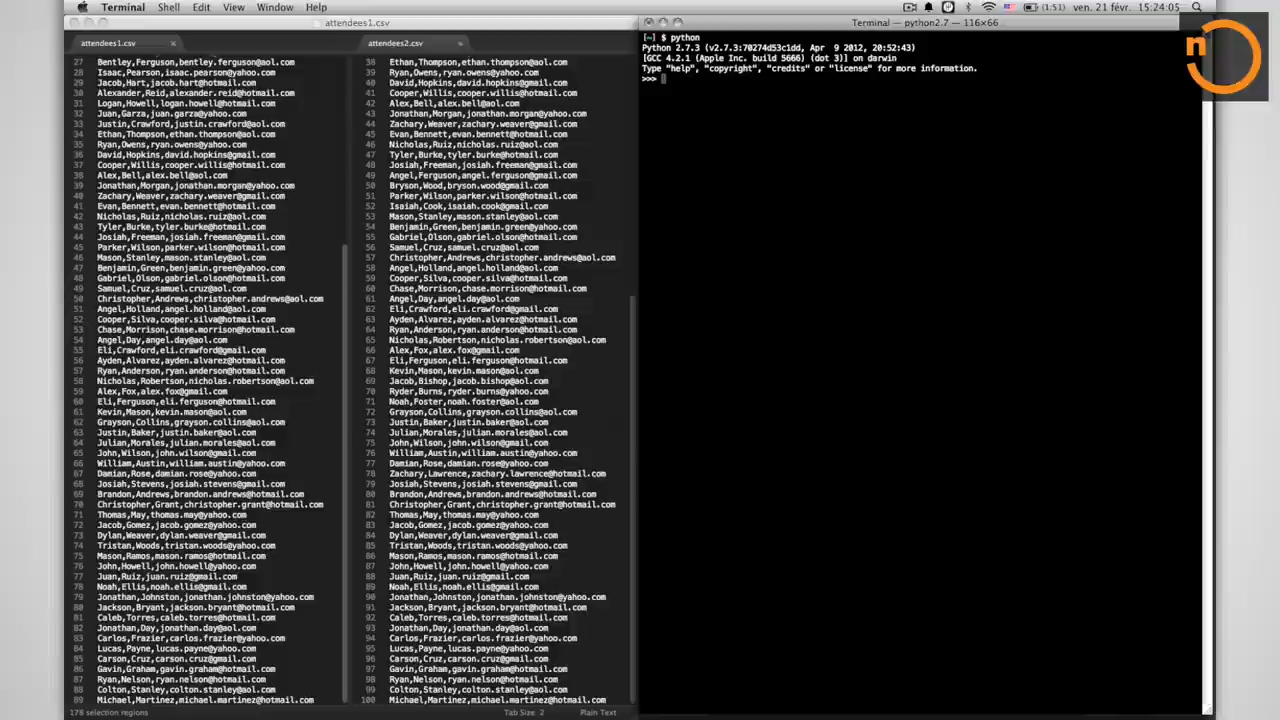 Terminal Shell Edit View Window Help
(1:51) ven. 21 févr. 15:24:05
attendees1.csv
attendees1.csv
attendees2.csv
27 Bentley,Ferguson,bentley.ferguson@aol.com
28 Isaac,Pearson,isaac.pearson@yahoo.com
29 Jacob,Hart,jacob.hart@hotmail.com
30 Alexander,Reid,alexander.reid@hotmail.com
31 Logan,Howell,logan.howell@hotmail.com
32 Juan,Garza,juan.garza@yahoo.com
33 Justin,Crawford,justin.crawford@aol.com
34 Ethan,Thompson,ethan.thompson@aol.com
35 Ryan,Owens,ryan.owens@yahoo.com
36 David,Hopkins,david.hopkins@gmail.com
37 Cooper,Willis,cooper.willis@hotmail.com
38 Alex,Bell,alex.bell@aol.com
39 Jonathan,Morgan,jonathan.morgan@yahoo.com
40 Zachary,Weaver,zachary.weaver@gmail.com
41 Evan,Bennett,evan.bennett@hotmail.com
42 Nicholas,Ruiz,nicholas.ruiz@aol.com
43 Tyler,Burke,tyler.burke@hotmail.com
44 Josiah,Freeman,josiah.freeman@gmail.com
45 Parker,Wilson,parker.wilson@hotmail.com
46 Mason,Stanley,mason.stanley@aol.com
47 Benjamin,Green,benjamin.green@yahoo.com
48 Gabriel,Olson,gabriel.olson@hotmail.com
49 Samuel,Cruz,samuel.cruz@aol.com
50 Christopher,Andrews,christopher.andrews@aol.com
51 Angel,Holland,angel.holland@aol.com
52 Cooper,Silva,cooper.silva@hotmail.com
53 Chase,Morrison,chase.morrison@hotmail.com
54 Angel,Day,angel.day@aol.com
55 Eli,Crawford,eli.crawford@gmail.com
56 Ayden,Alvarez,ayden.alvarez@hotmail.com
57 Ryan,Anderson,ryan.anderson@hotmail.com
58 Nicholas,Robertson,nicholas.robertson@aol.com
59 Alex,Fox,alex.fox@gmail.com
60 Eli,Ferguson,eli.ferguson@hotmail.com
61 Kevin,Mason,kevin.mason@aol.com
62 Grayson,Collins,grayson.collins@aol.com
63 Justin,Baker,justin.baker@aol.com
64 Julian,Morales,julian.morales@aol.com
65 John,Wilson,john.wilson@gmail.com
66 William,Austin,william.austin@yahoo.com
67 Damian,Rose,damian.rose@yahoo.com
68 Josiah,Stevens,josiah.stevens@gmail.com
69 Brandon,Andrews,brandon.andrews@hotmail.com
70 Christopher,Grant,christopher.grant@hotmail.com
71 Thomas,May,thomas.may@yahoo.com
72 Jacob,Gomez,jacob.gomez@yahoo.com
73 Dylan,Weaver,dylan.weaver@gmail.com
74 Tristan,Woods,tristan.woods@yahoo.com
75 Mason,Ramos,mason.ramos@hotmail.com
76 John,Howell,john.howell@yahoo.com
77 Juan,Ruiz,juan.ruiz@gmail.com
78 Noah,Ellis,noah.ellis@gmail.com
79 Jonathan,Johnston,jonathan.johnston@yahoo.com
80 Jackson,Bryant,jackson.bryant@hotmail.com
81 Caleb,Torres,caleb.torres@hotmail.com
82 Jonathan,Day,jonathan.day@aol.com
83 Carlos,Frazier,carlos.frazier@yahoo.com
84 Lucas,Payne,lucas.payne@yahoo.com
85 Carson,Cruz,carson.cruz@gmail.com
86 Gavin,Graham,gavin.graham@hotmail.com
87 Ryan,Nelson,ryan.nelson@hotmail.com
88 Colton,Stanley,colton.stanley@aol.com
89 Michael,Martinez,michael.martinez@hotmail.com
38 Ethan,Thompson,ethan.thompson@aol.com
39 Ryan,Owens,ryan.owens@yahoo.com
40 David,Hopkins,david.hopkins@gmail.com
41 Cooper,Willis,cooper.willis@hotmail.com
42 Alex,Bell,alex.bell@aol.com
43 Jonathan,Morgan,jonathan.morgan@yahoo.com
44 Zachary,Weaver,zachary.weaver@gmail.com
45 Evan,Bennett,evan.bennett@hotmail.com
46 Nicholas,Ruiz,nicholas.ruiz@aol.com
47 Tyler,Burke,tyler.burke@hotmail.com
48 Josiah,Freeman,josiah.freeman@gmail.com
49 Angel,Ferguson,angel.ferguson@gmail.com
50 Bryson,Wood,bryson.wood@gmail.com
51 Parker,Wilson,parker.wilson@hotmail.com
52 Isaiah,Cook,isaiah.cook@gmail.com
53 Mason,Stanley,mason.stanley@aol.com
54 Benjamin,Green,benjamin.green@yahoo.com
55 Gabriel,Olson,gabriel.olson@hotmail.com
56 Samuel,Cruz,samuel.cruz@aol.com
57 Christopher,Andrews,christopher.andrews@aol.com
58 Angel,Holland,angel.holland@aol.com
59 Cooper,Silva,cooper.silva@hotmail.com
60 Chase,Morrison,chase.morrison@hotmail.com
61 Angel,Day,angel.day@aol.com
62 Eli,Crawford,eli.crawford@gmail.com
63 Ayden,Alvarez,ayden.alvarez@hotmail.com
64 Ryan,Anderson,ryan.anderson@hotmail.com
65 Nicholas,Robertson,nicholas.robertson@aol.com
66 Alex,Fox,alex.fox@gmail.com
67 Eli,Ferguson,eli.ferguson@hotmail.com
68 Kevin,Mason,kevin.mason@aol.com
69 Jacob,Bishop,jacob.bishop@aol.com
70 Ryder,Burns,ryder.burns@yahoo.com
71 Noah,Foster,noah.foster@aol.com
72 Grayson,Collins,grayson.collins@aol.com
73 Justin,Baker,justin.baker@aol.com
74 Julian,Morales,julian.morales@aol.com
75 John,Wilson,john.wilson@gmail.com
76 William,Austin,william.austin@yahoo.com
77 Damian,Rose,damian.rose@yahoo.com
78 Zachary,Lawrence,zachary.lawrence@hotmail.com
79 Josiah,Stevens,josiah.stevens@gmail.com
80 Brandon,Andrews,brandon.andrews@hotmail.com
81 Christopher,Grant,christopher.grant@hotmail.com
82 Thomas,May,thomas.may@yahoo.com
83 Jacob,Gomez,jacob.gomez@yahoo.com
84 Dylan,Weaver,dylan.weaver@gmail.com
85 Tristan,Woods,tristan.woods@yahoo.com
86 Mason,Ramos,mason.ramos@hotmail.com
87 John,Howell,john.howell@yahoo.com
88 Juan,Ruiz,juan.ruiz@gmail.com
89 Noah,Ellis,noah.ellis@gmail.com
90 Jonathan,Johnston,jonathan.johnston@yahoo.com
91 Jackson,Bryant,jackson.bryant@hotmail.com
92 Caleb,Torres,caleb.torres@hotmail.com
93 Jonathan,Day,jonathan.day@aol.com
94 Carlos,Frazier,carlos.frazier@yahoo.com
95 Lucas,Payne,lucas.payne@yahoo.com
96 Carson,Cruz,carson.cruz@gmail.com
97 Gavin,Graham,gavin.graham@hotmail.com
98 Ryan,Nelson,ryan.nelson@hotmail.com
99 Colton,Stanley,colton.stanley@aol.com
100 Michael,Martinez,michael.martinez@hotmail.com
178 selection regions
Tab Size: 2
Plain Text
Terminal — python2.7 — 116×66
[~] $ python
Python 2.7.3 (v2.7.3:70274d53c1dd, Apr  9 2012, 20:52:43)
[GCC 4.2.1 (Apple Inc. build 5666) (dot 3)] on darwin
Type "help", "copyright", "credits" or "license" for more information.
>>>
n